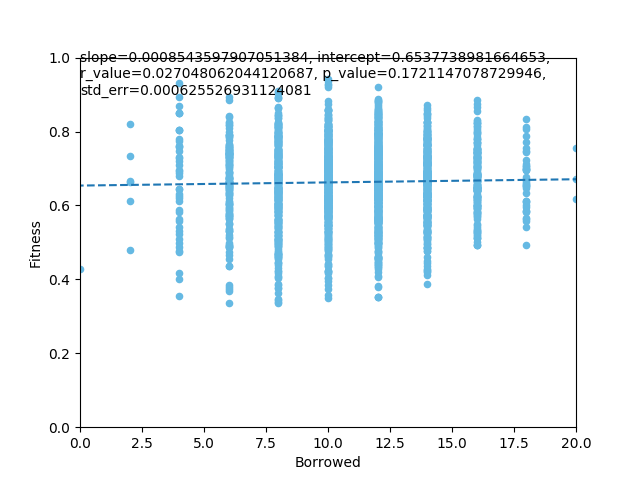 slope=0.0008543597907051384, intercept=0.6537738981664653,
r_value=0.027048062044120687, p_value=0.1721147078729946,
std_err=0.000625526931124081
1.0
0.8
0.6
0.4
0.2
0.0
Fitness
0.0 2.5 5.0 7.5 10.0 12.5 15.0 17.5 20.0
Borrowed